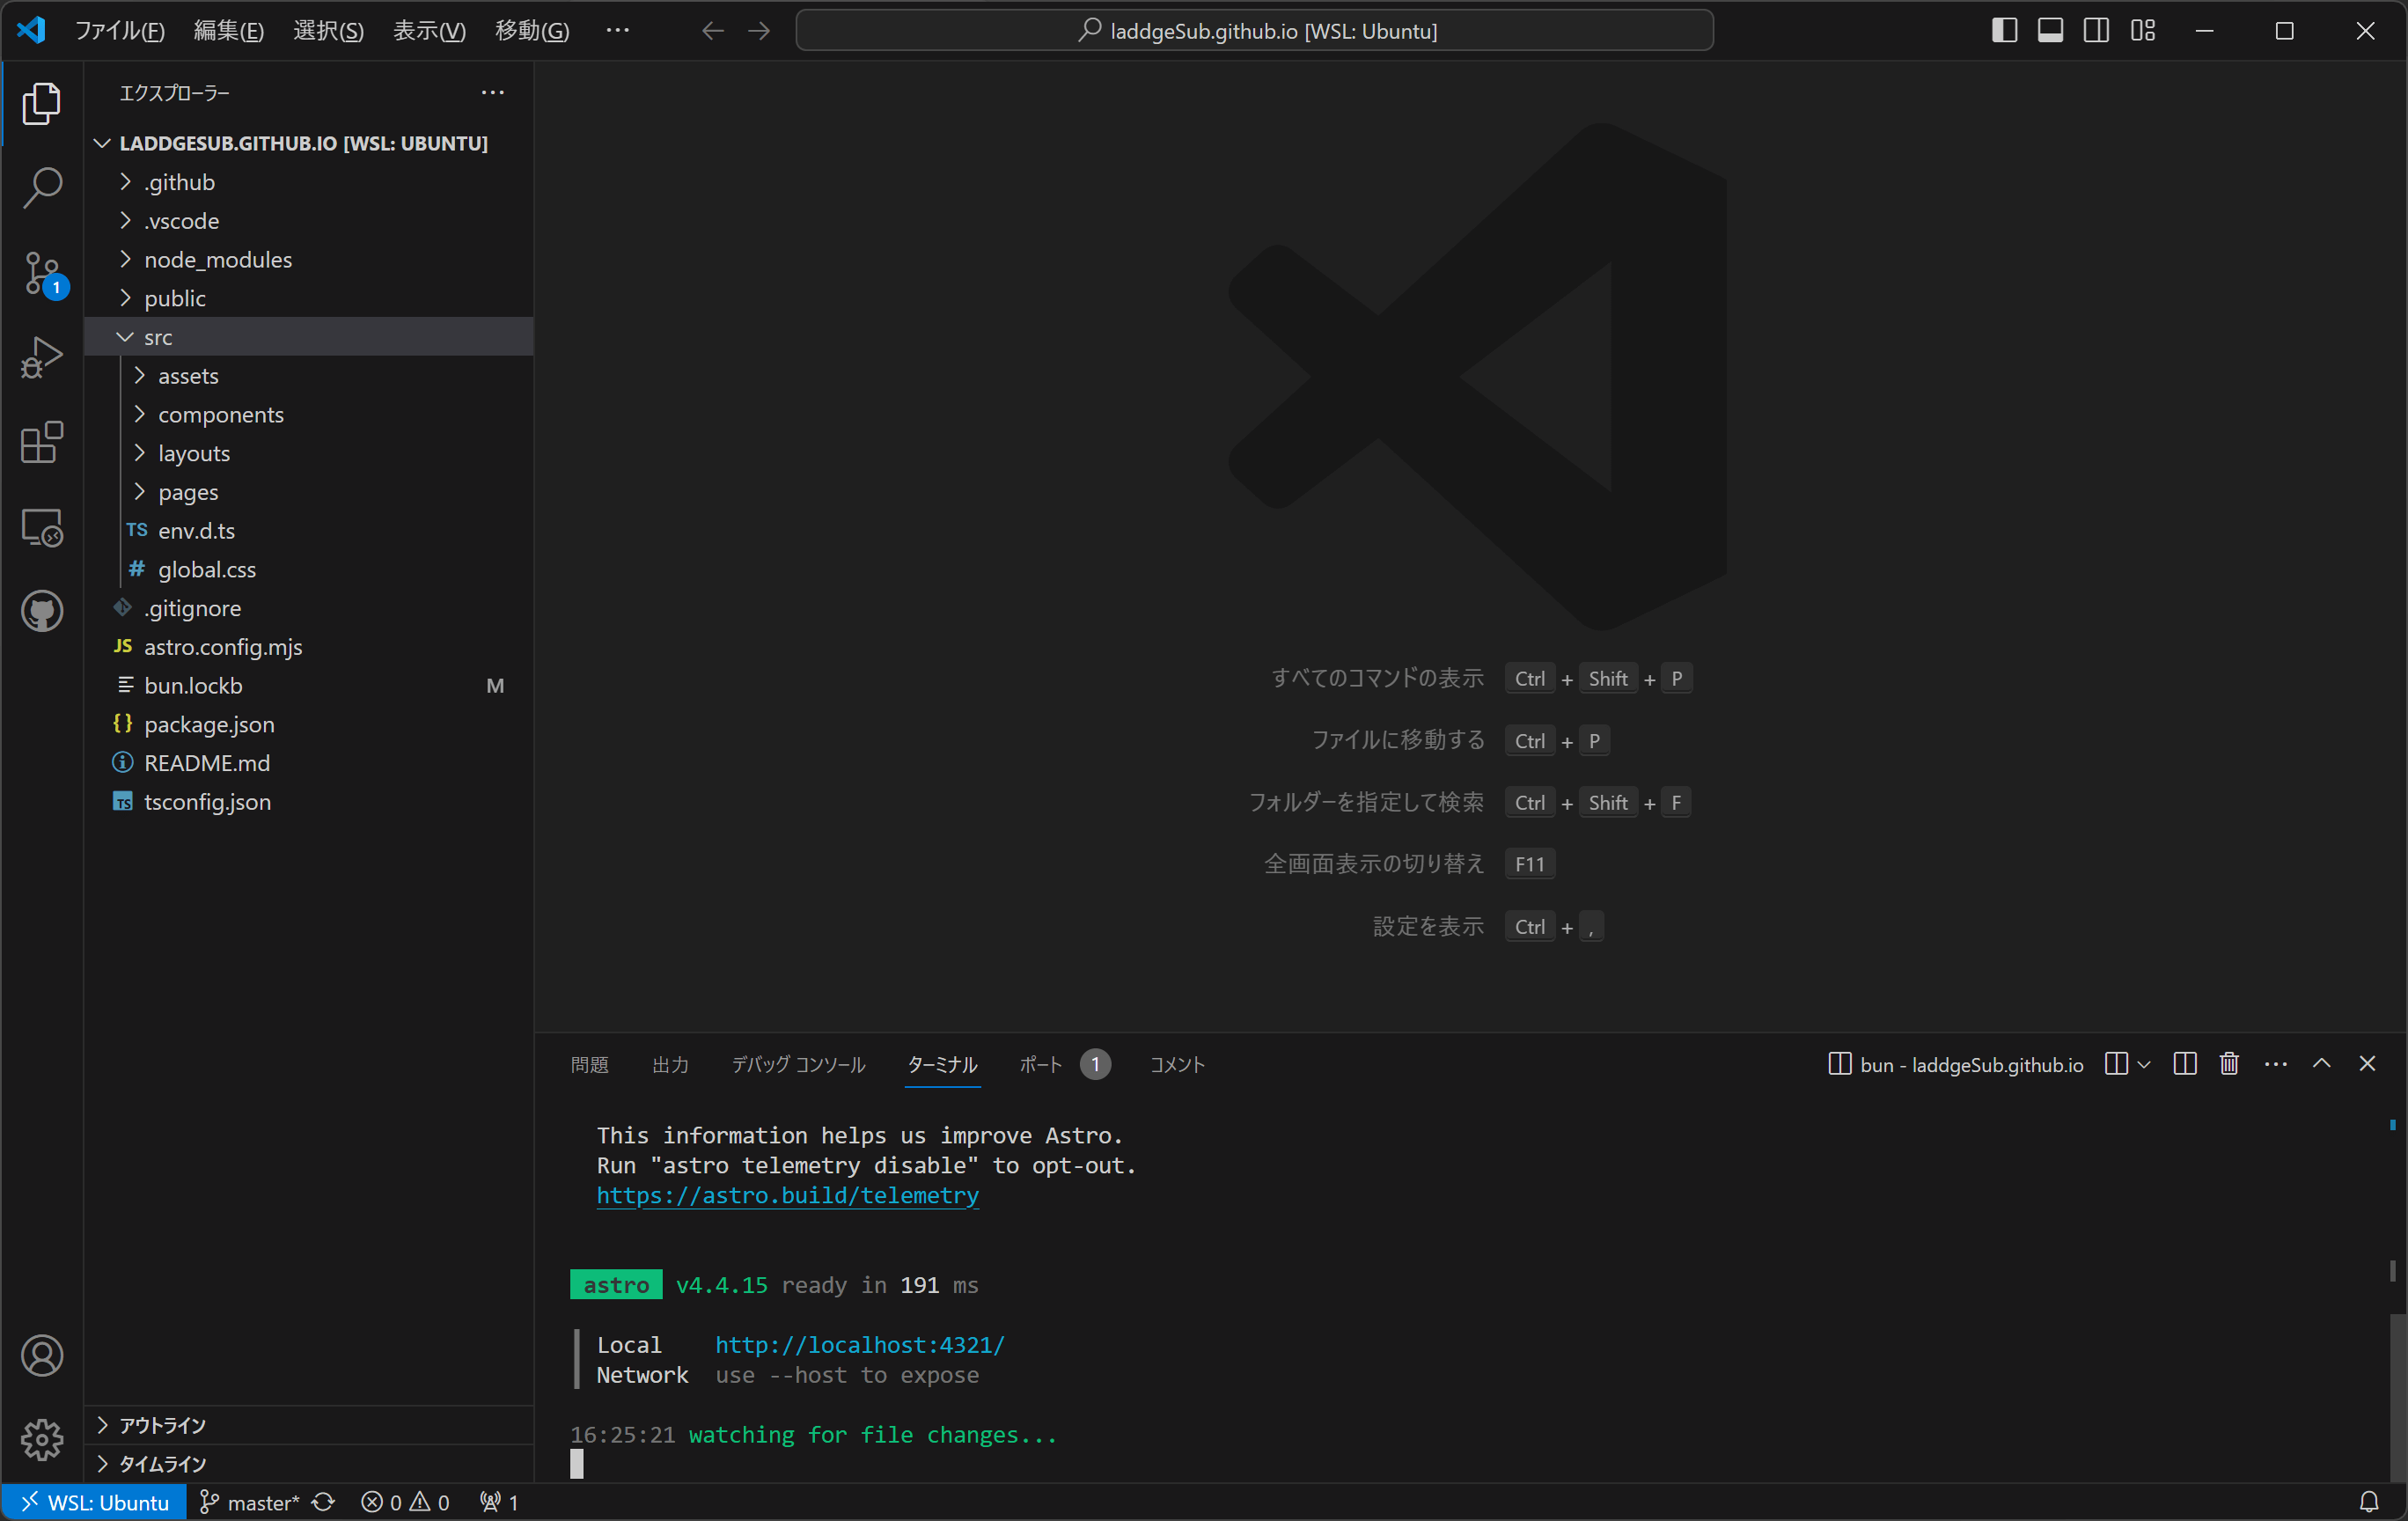 ファイル(F) 編集(E) 選択(S) 表示(V) 移動(G) ··· laddgeSub.github.io [WSL: Ubuntu]
エクスプローラー
LADDGESUB.GITHUB.IO [WSL: UBUNTU]
.github
.vscode
node_modules
public
src
assets
components
layouts
pages
TS env.d.ts
# global.css
.gitignore
JS astro.config.mjs
bun.lockb M
{} package.json
README.md
TS tsconfig.json
アウトライン
タイムライン
1
すべてのコマンドの表示 Ctrl + Shift + P
ファイルに移動する Ctrl + P
フォルダーを指定して検索 Ctrl + Shift + F
全画面表示の切り替え F11
設定を表示 Ctrl + ,
問題 出力 デバッグ コンソール ターミナル ポート 1 コメント bun - laddgeSub.github.io
This information helps us improve Astro.
Run "astro telemetry disable" to opt-out.
https://astro.build/telemetry
astro v4.4.15 ready in 191 ms
Local http://localhost:4321/
Network use --host to expose
16:25:21 watching for file changes...
WSL: Ubuntu master* 0 0 1